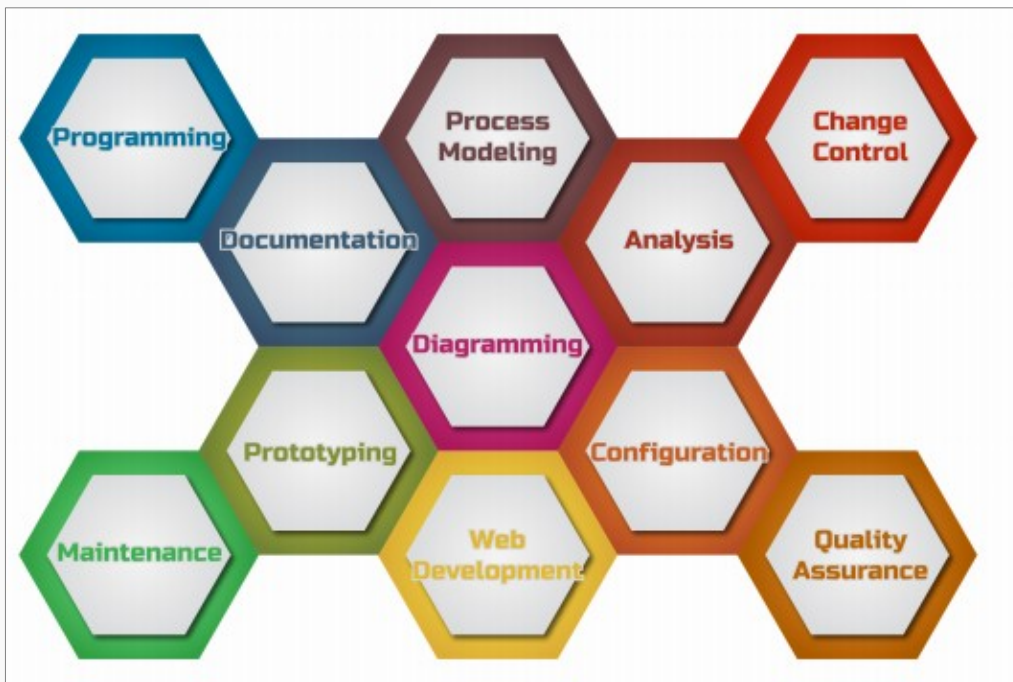 Programming
Process
Modeling
Change
Control
Documentation
Analysis
Diagramming
Prototyping
Configuration
Maintenance
Web
Development
Quality
Assurance